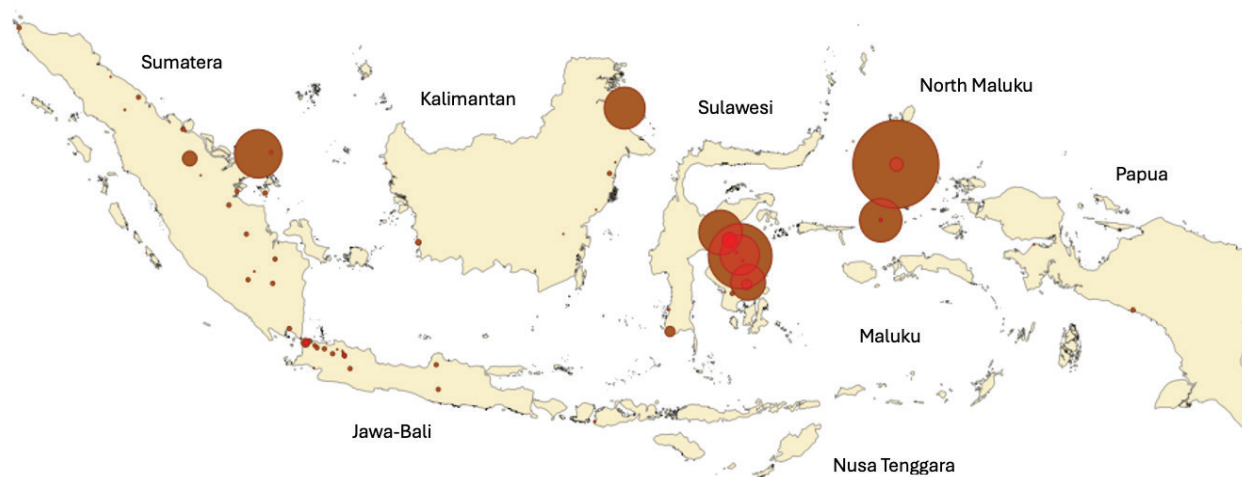 Sumatera
Kalimantan
Sulawesi
North Maluku
Papua
Maluku
Jawa-Bali
Nusa Tenggara